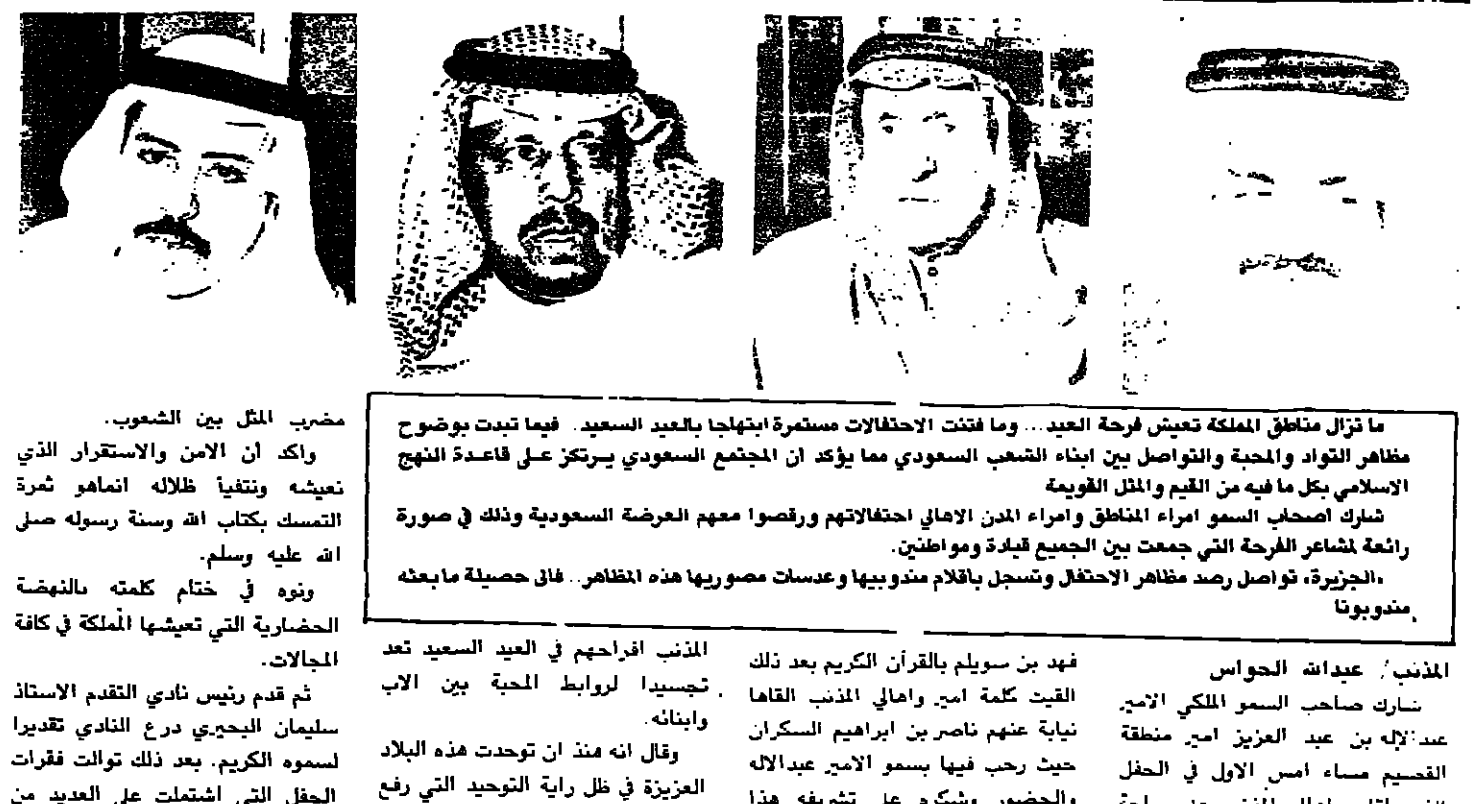 ما تزال مناطق المملكة تعيش فرحة العيد... وما فتئت الاحتفالات مستمرة ابتهاجا بالعيد السعيد. فيما تبدت بوضوح
مظاهر التواد والمحبة والتواصل بين ابناء الشعب السعودي مما يؤكد ان المجتمع السعودي يرتكز على قاعدة النهج
الاسلامي بكل ما فيه من القيم والمثل القويمة
شارك اصحاب السمو امراء المناطق وامراء المدن الاهالي احتفالاتهم ورقصوا معهم العرضة السعودية وذلك في صورة
رائعة لمشاعر الفرحة التي جمعت بين الجميع قيادة ومواطنين.
«الجزيرة» تواصل رصد مظاهر الاحتفال وتسجل باقلام مندوبيها وعدسات مصوريها هذه المظاهر.. فالى حصيلة ما بعثه
مندوبونا
المذنب/ عبدالله الحواس
شارك صاحب السمو الملكي الامير
عبدالإله بن عبد العزيز امير منطقة
القصيم مساء امس الاول في الحفل
فهد بن سويلم بالقرآن الكريم بعد ذلك
القيت كلمة امير واهالي المذنب القاها
نيابة عنهم ناصر بن ابراهيم السكران
حيث رحب فيها بسمو الامير عبدالاله
والحضور وشكره على تشريفه هذا
المذنب افراحهم في العيد السعيد تعد
تجسيدا لروابط المحبة بين الاب
وابنائه.
وقال انه منذ ان توحدت هذه البلاد
العزيزة في ظل راية التوحيد التي رفع
مضرب المثل بين الشعوب.
واكد أن الامن والاستقرار الذي
نعيشه ونتفيأ ظلاله انماهو ثمرة
التمسك بكتاب الله وسنة رسوله صلى
الله عليه وسلم.
ونوه في ختام كلمته بالنهضة
الحضارية التي تعيشها المملكة في كافة
المجالات.
ثم قدم رئيس نادي التقدم الاستاذ
سليمان البحيري درع النادي تقديرا
لسموه الكريم. بعد ذلك توالت فقرات
الحفل التي اشتملت على العديد من